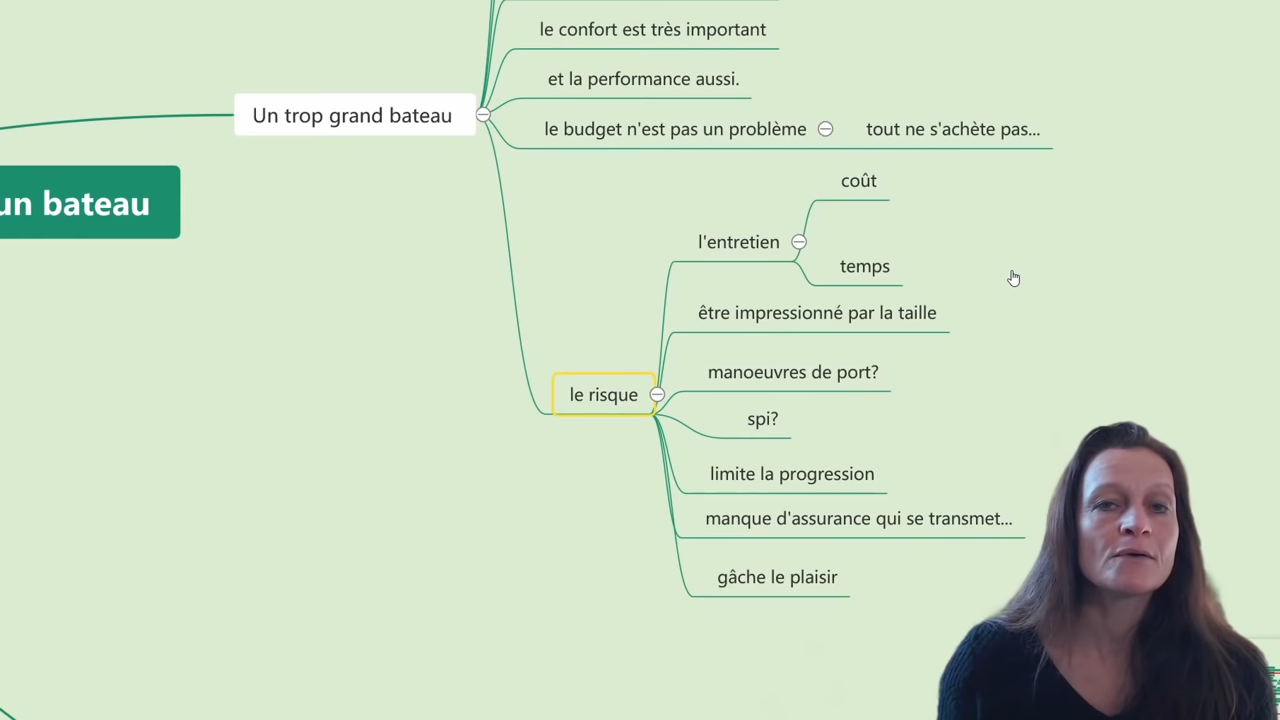 le confort est très important
et la performance aussi.
Un trop grand bateau
le budget n'est pas un problème
tout ne s'achète pas...
un bateau
coût
l'entretien
temps
être impressionné par la taille
manoeuvres de port?
le risque
spi?
limite la progression
manque d'assurance qui se transmet...
gâche le plaisir